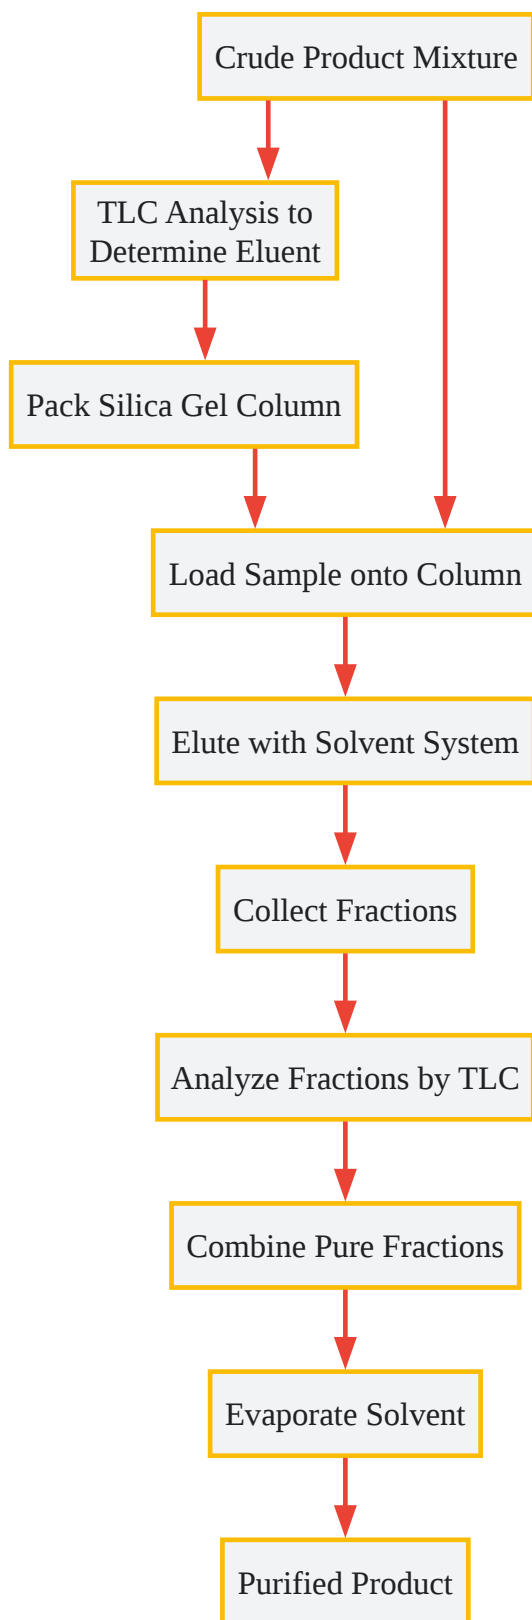 Crude Product Mixture
TLC Analysis to
Determine Eluent
Pack Silica Gel Column
Load Sample onto Column
Elute with Solvent System
Collect Fractions
Analyze Fractions by TLC
Combine Pure Fractions
Evaporate Solvent
Purified Product